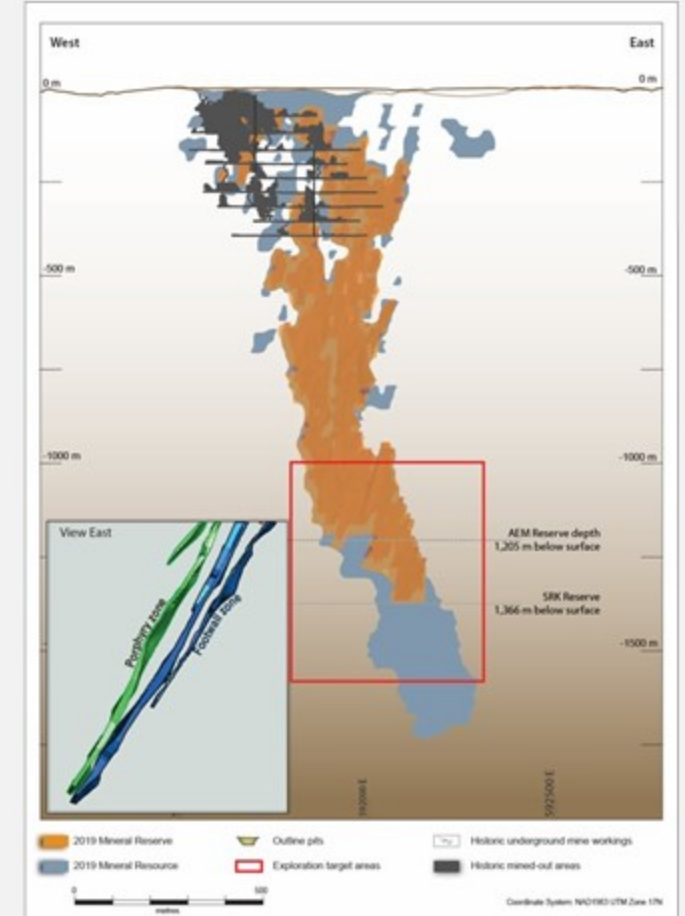 West
East
0 m
0 m
-500 m
-500 m
-1000 m
-1000 m
View East
Porphyry zone
Footwall zone
AEM Reserve depth
1,205 m below surface
SRK Reserve
1,366 m below surface
-1500 m
592000 E
592500 E
2019 Mineral Reserve
Outline pits
Historic underground mine workings
2019 Mineral Resource
Exploration target areas
Historic mined-out areas
0
500
metres
Coordinate System: NAD1983 UTM Zone 17N